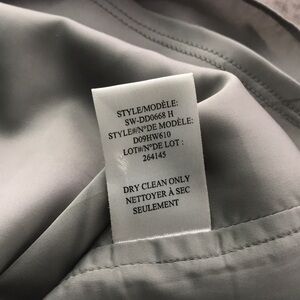 STYLE/MODÈLE:
SW-DD0668 H
STYLE#/N°DE MODÈLE:
D09HW610
LOT#/N°DE LOT :
264145
DRY CLEAN ONLY
NETTOYER À SEC
SEULEMENT